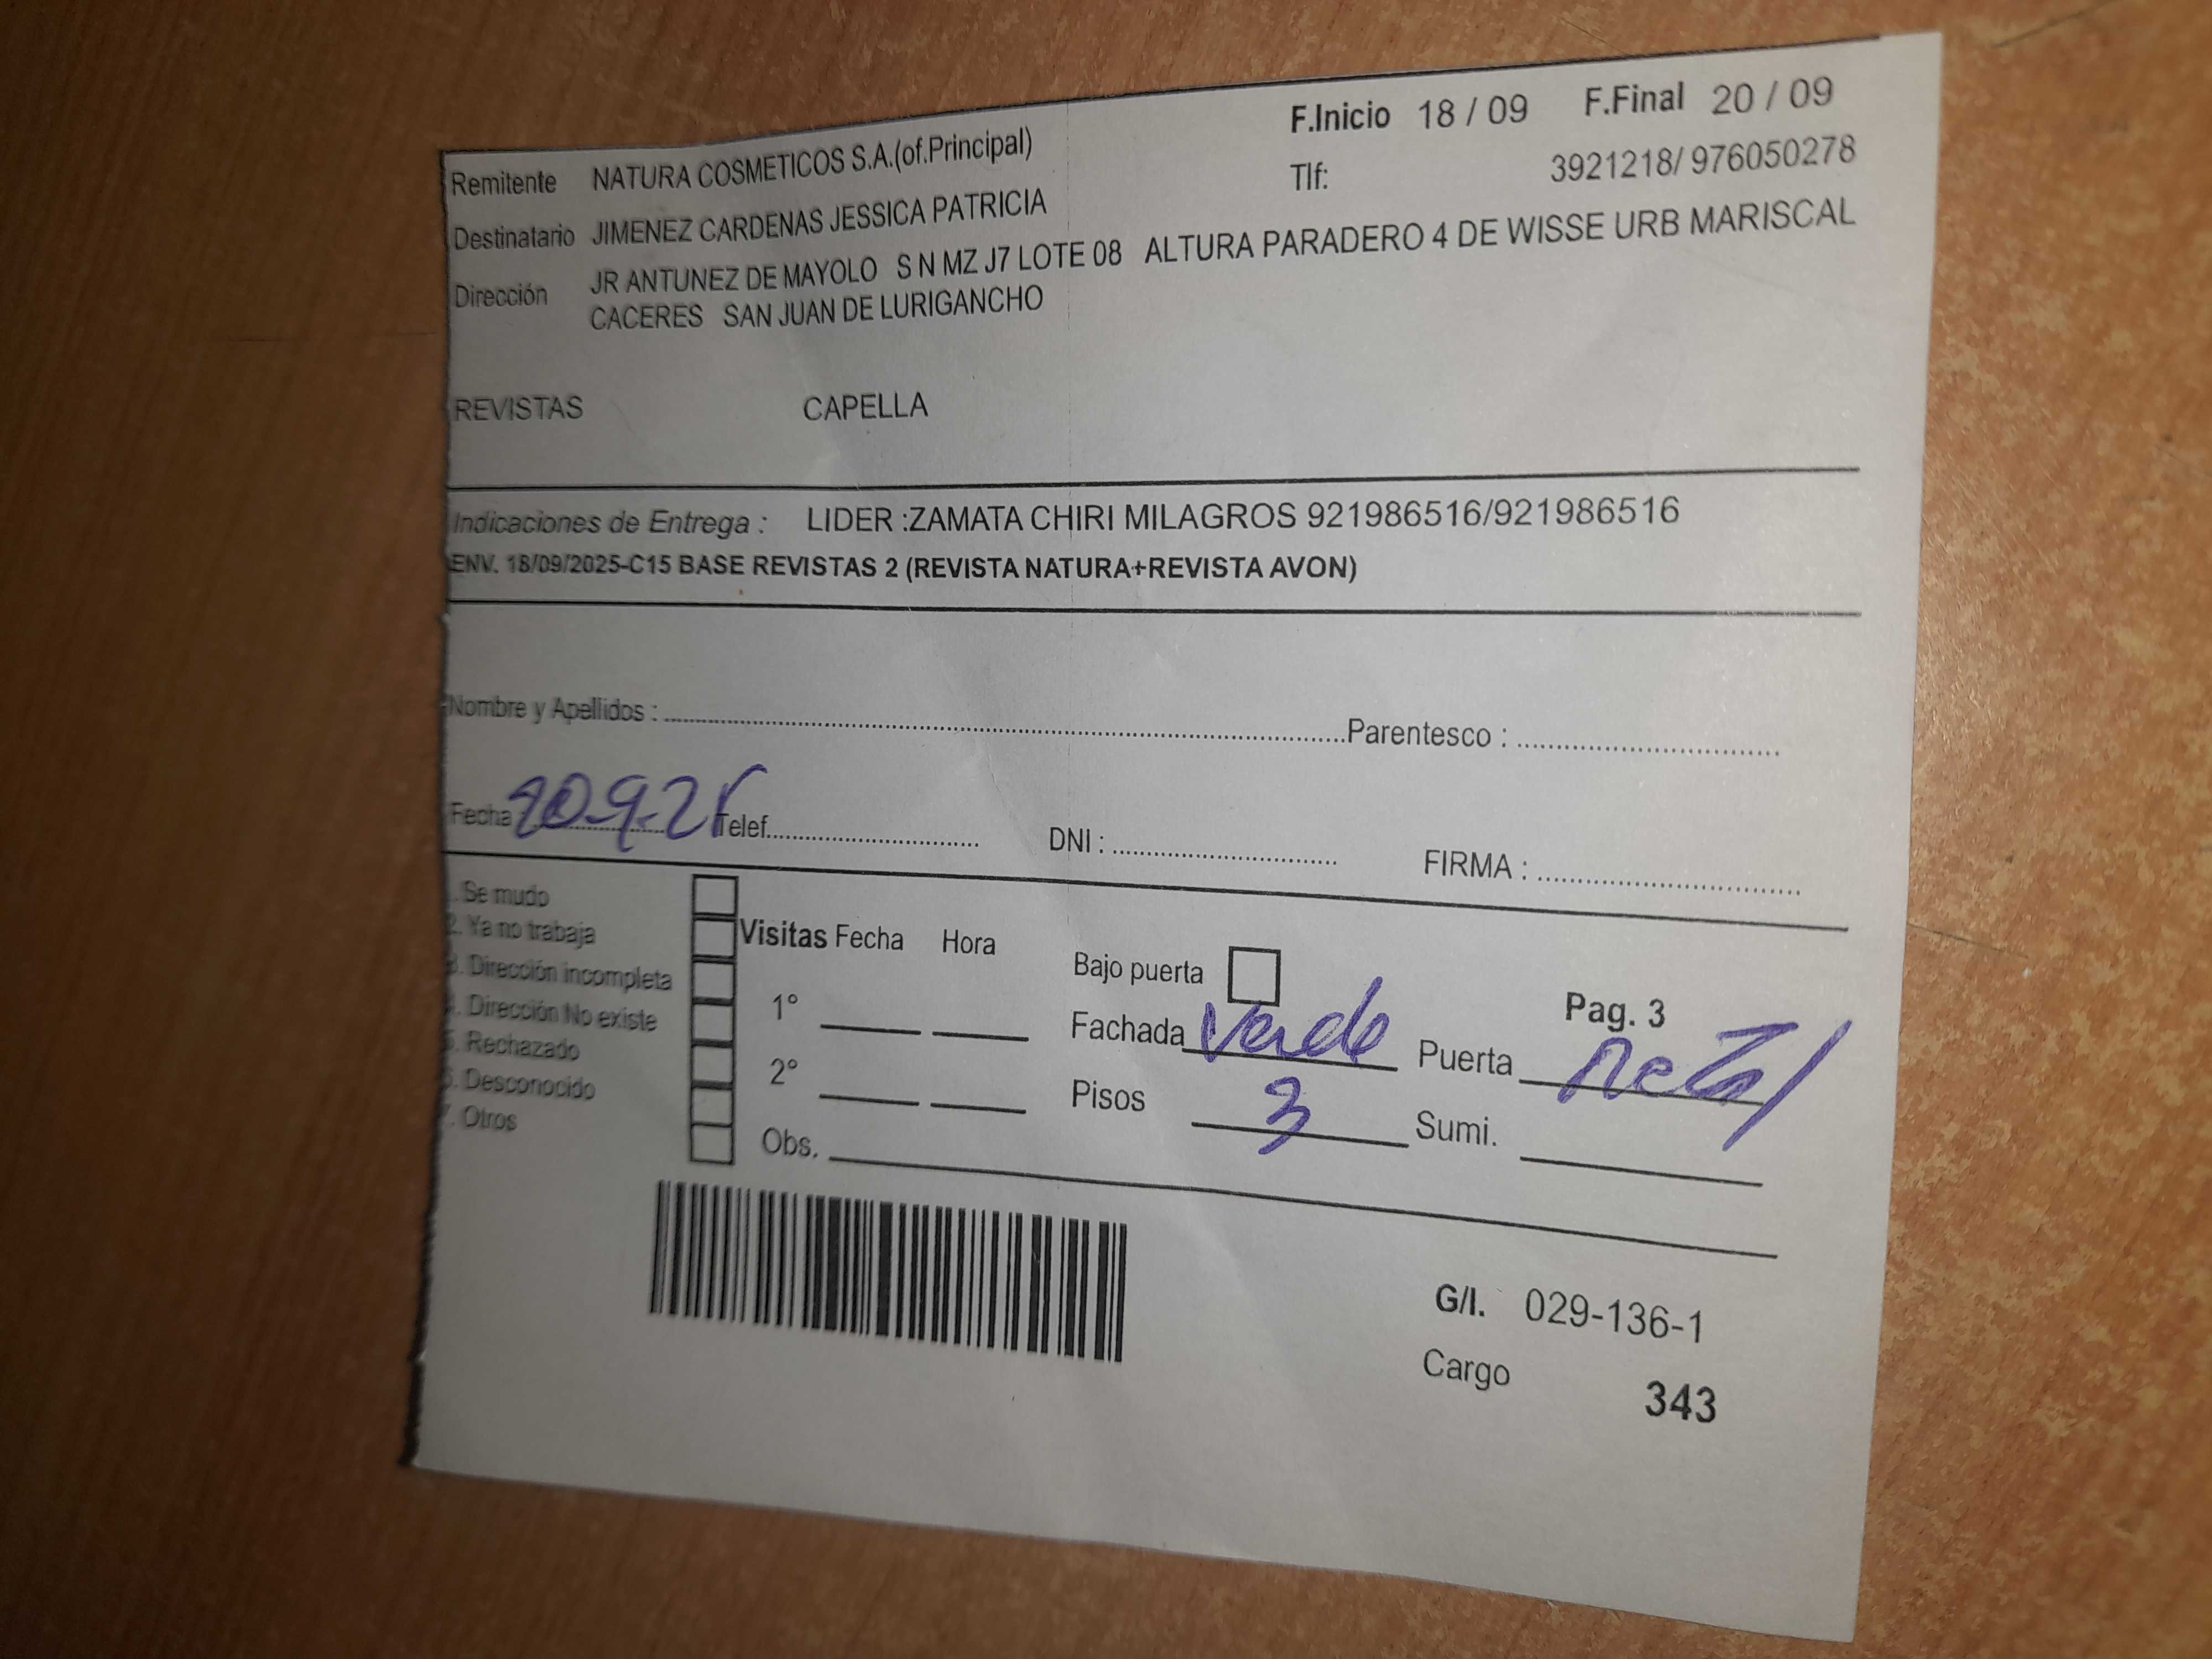 F.Inicio 18 / 09 F.Final 20 / 09
Remitente NATURA COSMETICOS S.A.(of.Principal) Tlf: 3921218/ 976050278
Destinatario JIMENEZ CARDENAS JESSICA PATRICIA
Dirección JR ANTUNEZ DE MAYOLO S N MZ J7 LOTE 08 ALTURA PARADERO 4 DE WISSE URB MARISCAL
CACERES SAN JUAN DE LURIGANCHO
REVISTAS CAPELLA
Indicaciones de Entrega : LIDER :ZAMATA CHIRI MILAGROS 921986516/921986516
ENV. 18/09/2025-C15 BASE REVISTAS 2 (REVISTA NATURA+REVISTA AVON)
Nombre y Apellidos : Parentesco :
Fecha 20-9-25 Telef. DNI : FIRMA :
1. Se mudo
2. Ya no trabaja
3. Dirección incompleta
4. Dirección No existe
5. Rechazado
6. Desconocido
7. Otros
Visitas Fecha Hora
1°
2°
Obs.
Bajo puerta
Pag. 3
Fachada Verde Puerta Metal
Pisos 3 Sumi.
G/I. 029-136-1
Cargo 343